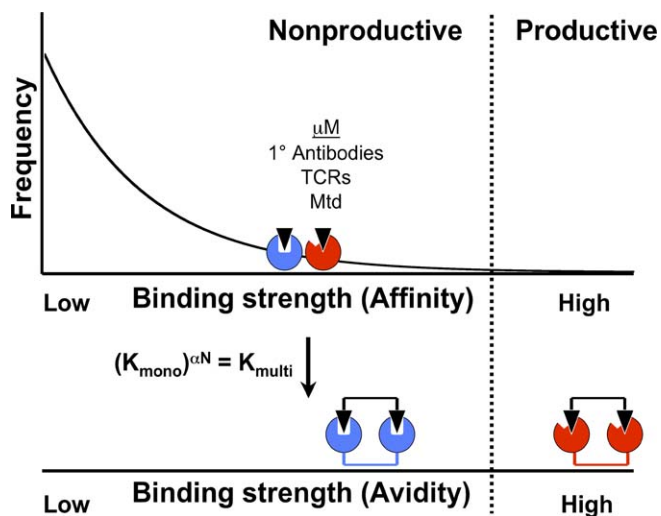 Nonproductive Productive
Frequency
µM
1° Antibodies
TCRs
Mtd
Low Binding strength (Affinity) High
(Kmono)αN = Kmulti
Low Binding strength (Avidity) High